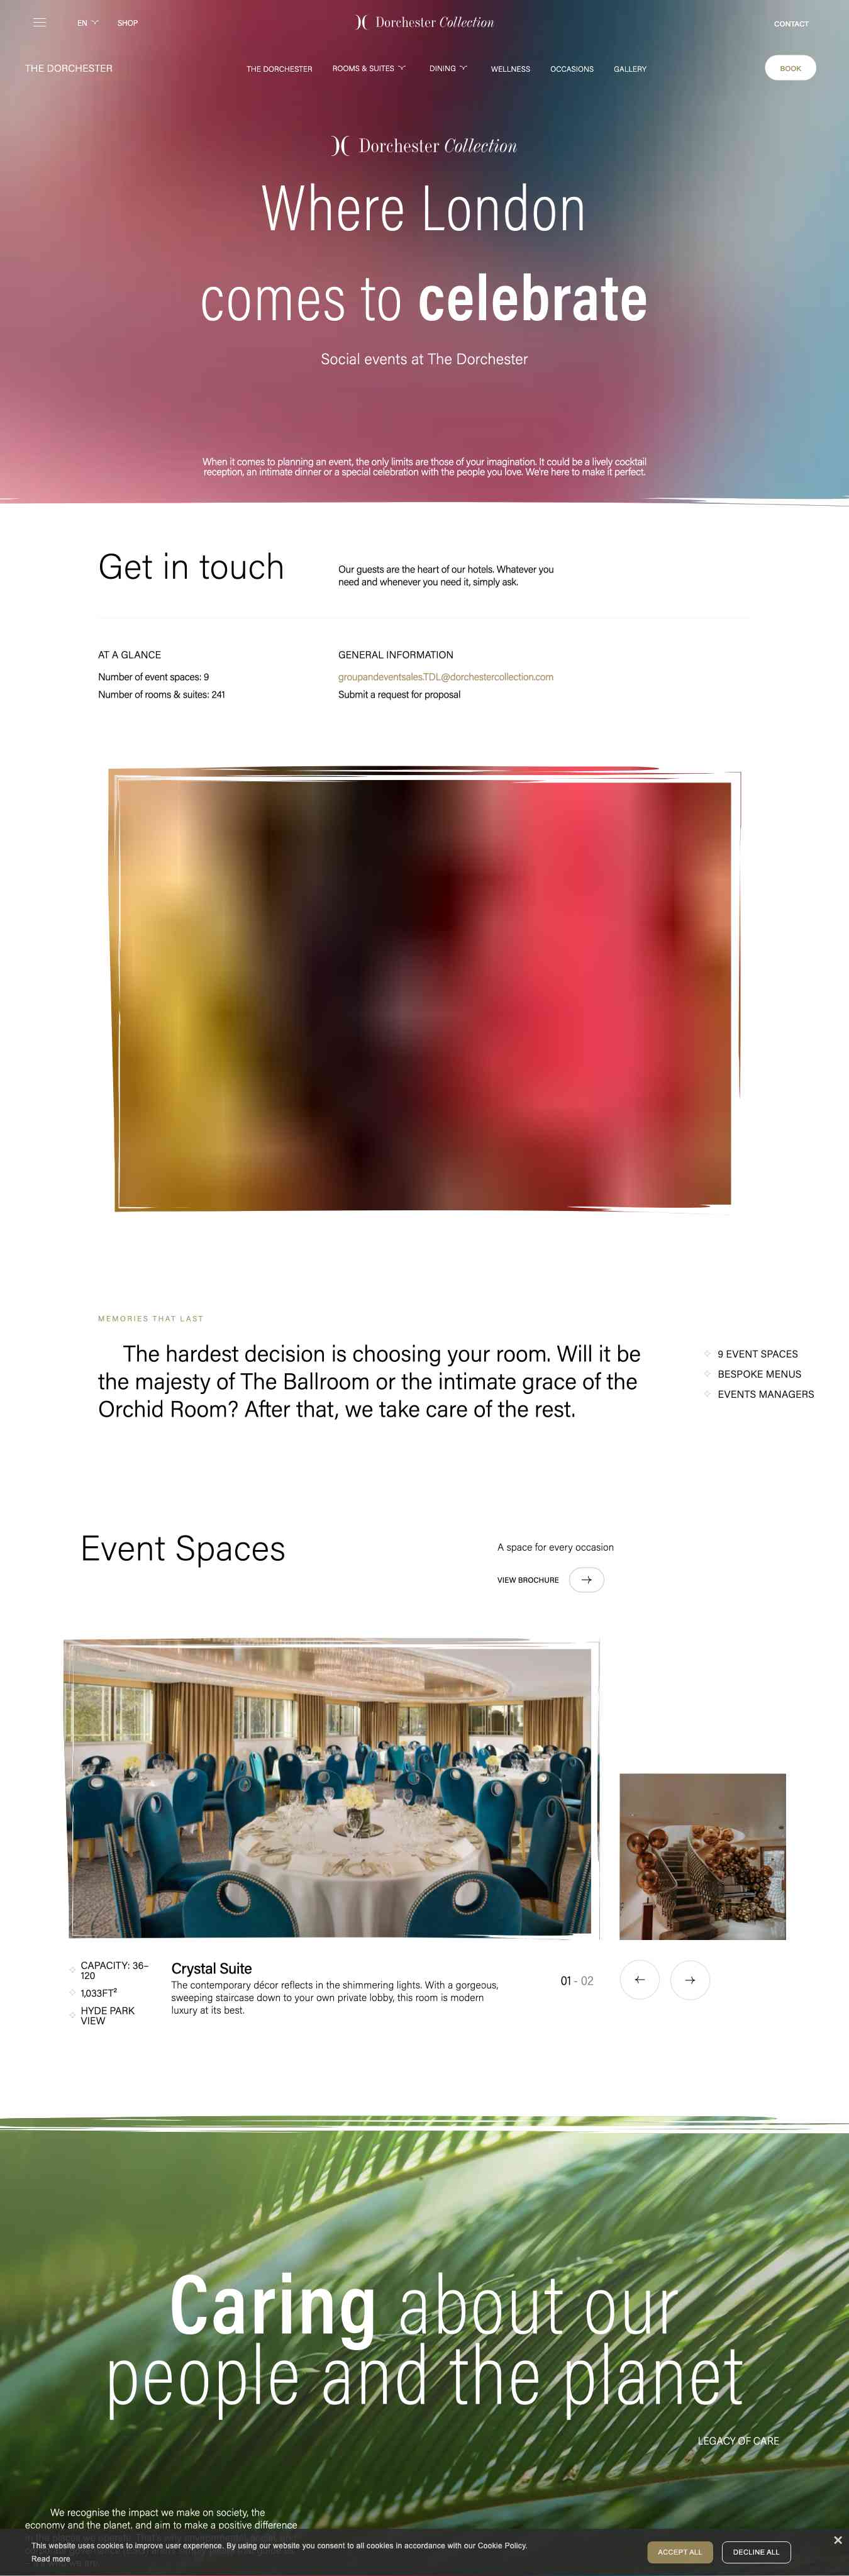 EN
SHOP
Dorchester Collection
CONTACT
THE DORCHESTER
THE DORCHESTER
ROOMS & SUITES
DINING
WELLNESS
OCCASIONS
GALLERY
BOOK
Dorchester Collection
Where London
comes to celebrate
Social events at The Dorchester
When it comes to planning an event, the only limits are those of your imagination. It could be a lively cocktail
reception, an intimate dinner or a special celebration with the people you love. We're here to make it perfect.
Get in touch
Our guests are the heart of our hotels. Whatever you
need and whenever you need it, simply ask.
AT A GLANCE
Number of event spaces: 9
Number of rooms & suites: 241
GENERAL INFORMATION
groupandeventsales.TDL@dorchestercollection.com
Submit a request for proposal
MEMORIES THAT LAST
The hardest decision is choosing your room. Will it be
the majesty of The Ballroom or the intimate grace of the
Orchid Room? After that, we take care of the rest.
9 EVENT SPACES
BESPOKE MENUS
EVENTS MANAGERS
Event Spaces
A space for every occasion
VIEW BROCHURE
CAPACITY: 36–
120
1,033FT²
HYDE PARK
VIEW
Crystal Suite
The contemporary décor reflects in the shimmering lights. With a gorgeous,
sweeping staircase down to your own private lobby, this room is modern
luxury at its best.
01 - 02
Caring about our
people and the planet
LEGACY OF CARE
We recognise the impact we make on society, the
economy and the planet, and aim to make a positive difference
This website uses cookies to improve user experience. By using our website you consent to all cookies in accordance with our Cookie Policy.
Read more
ACCEPT ALL
DECLINE ALL